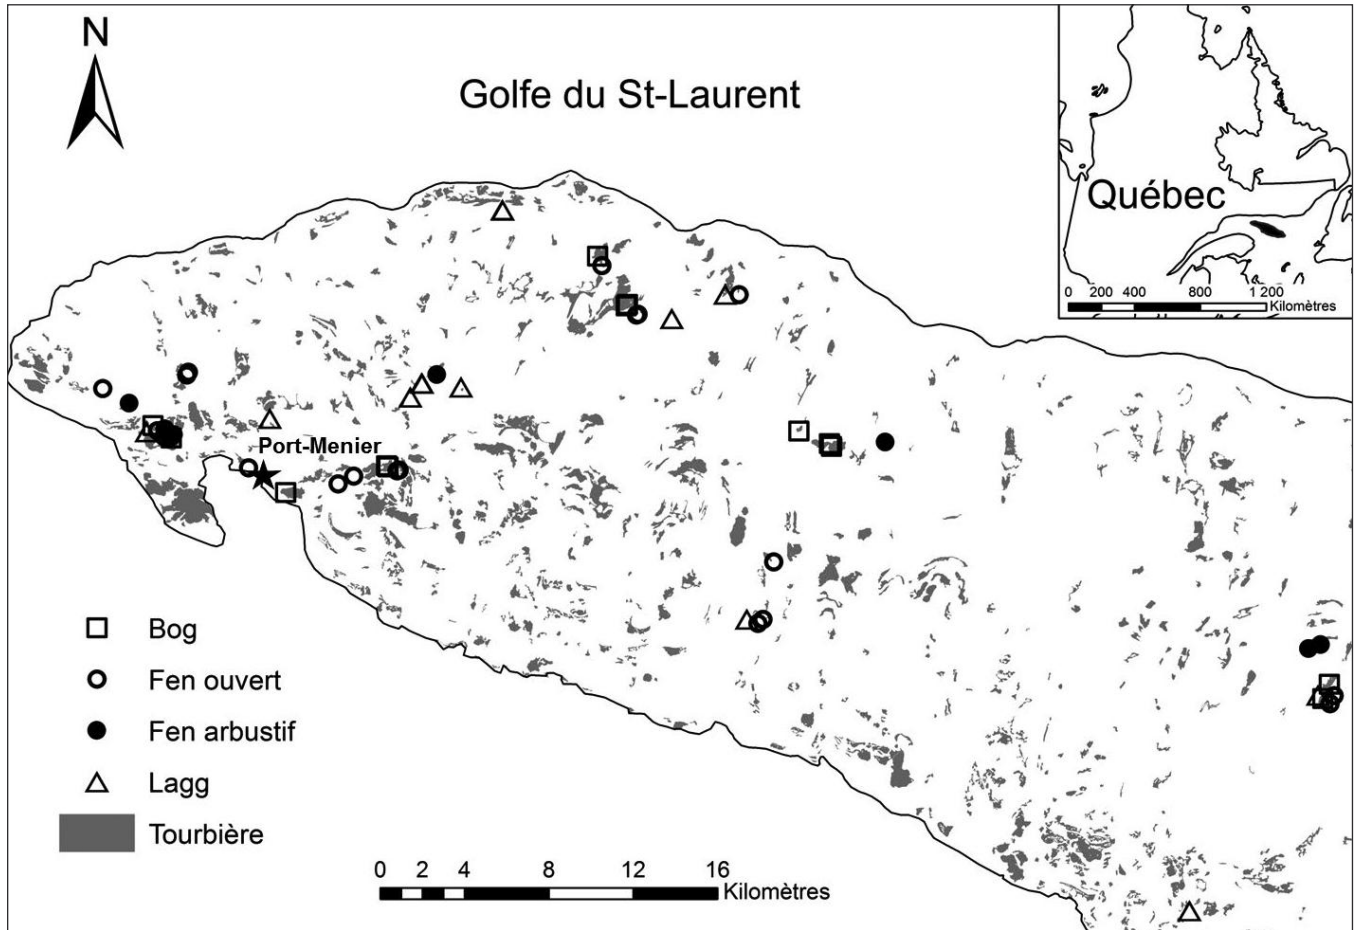 N
Golfe du St-Laurent
Québec
0 200 400 800 1 200
Kilomètres
Port-Menier
Bog
Fen ouvert
Fen arbustif
Lagg
Tourbière
0 2 4 8 12 16
Kilomètres